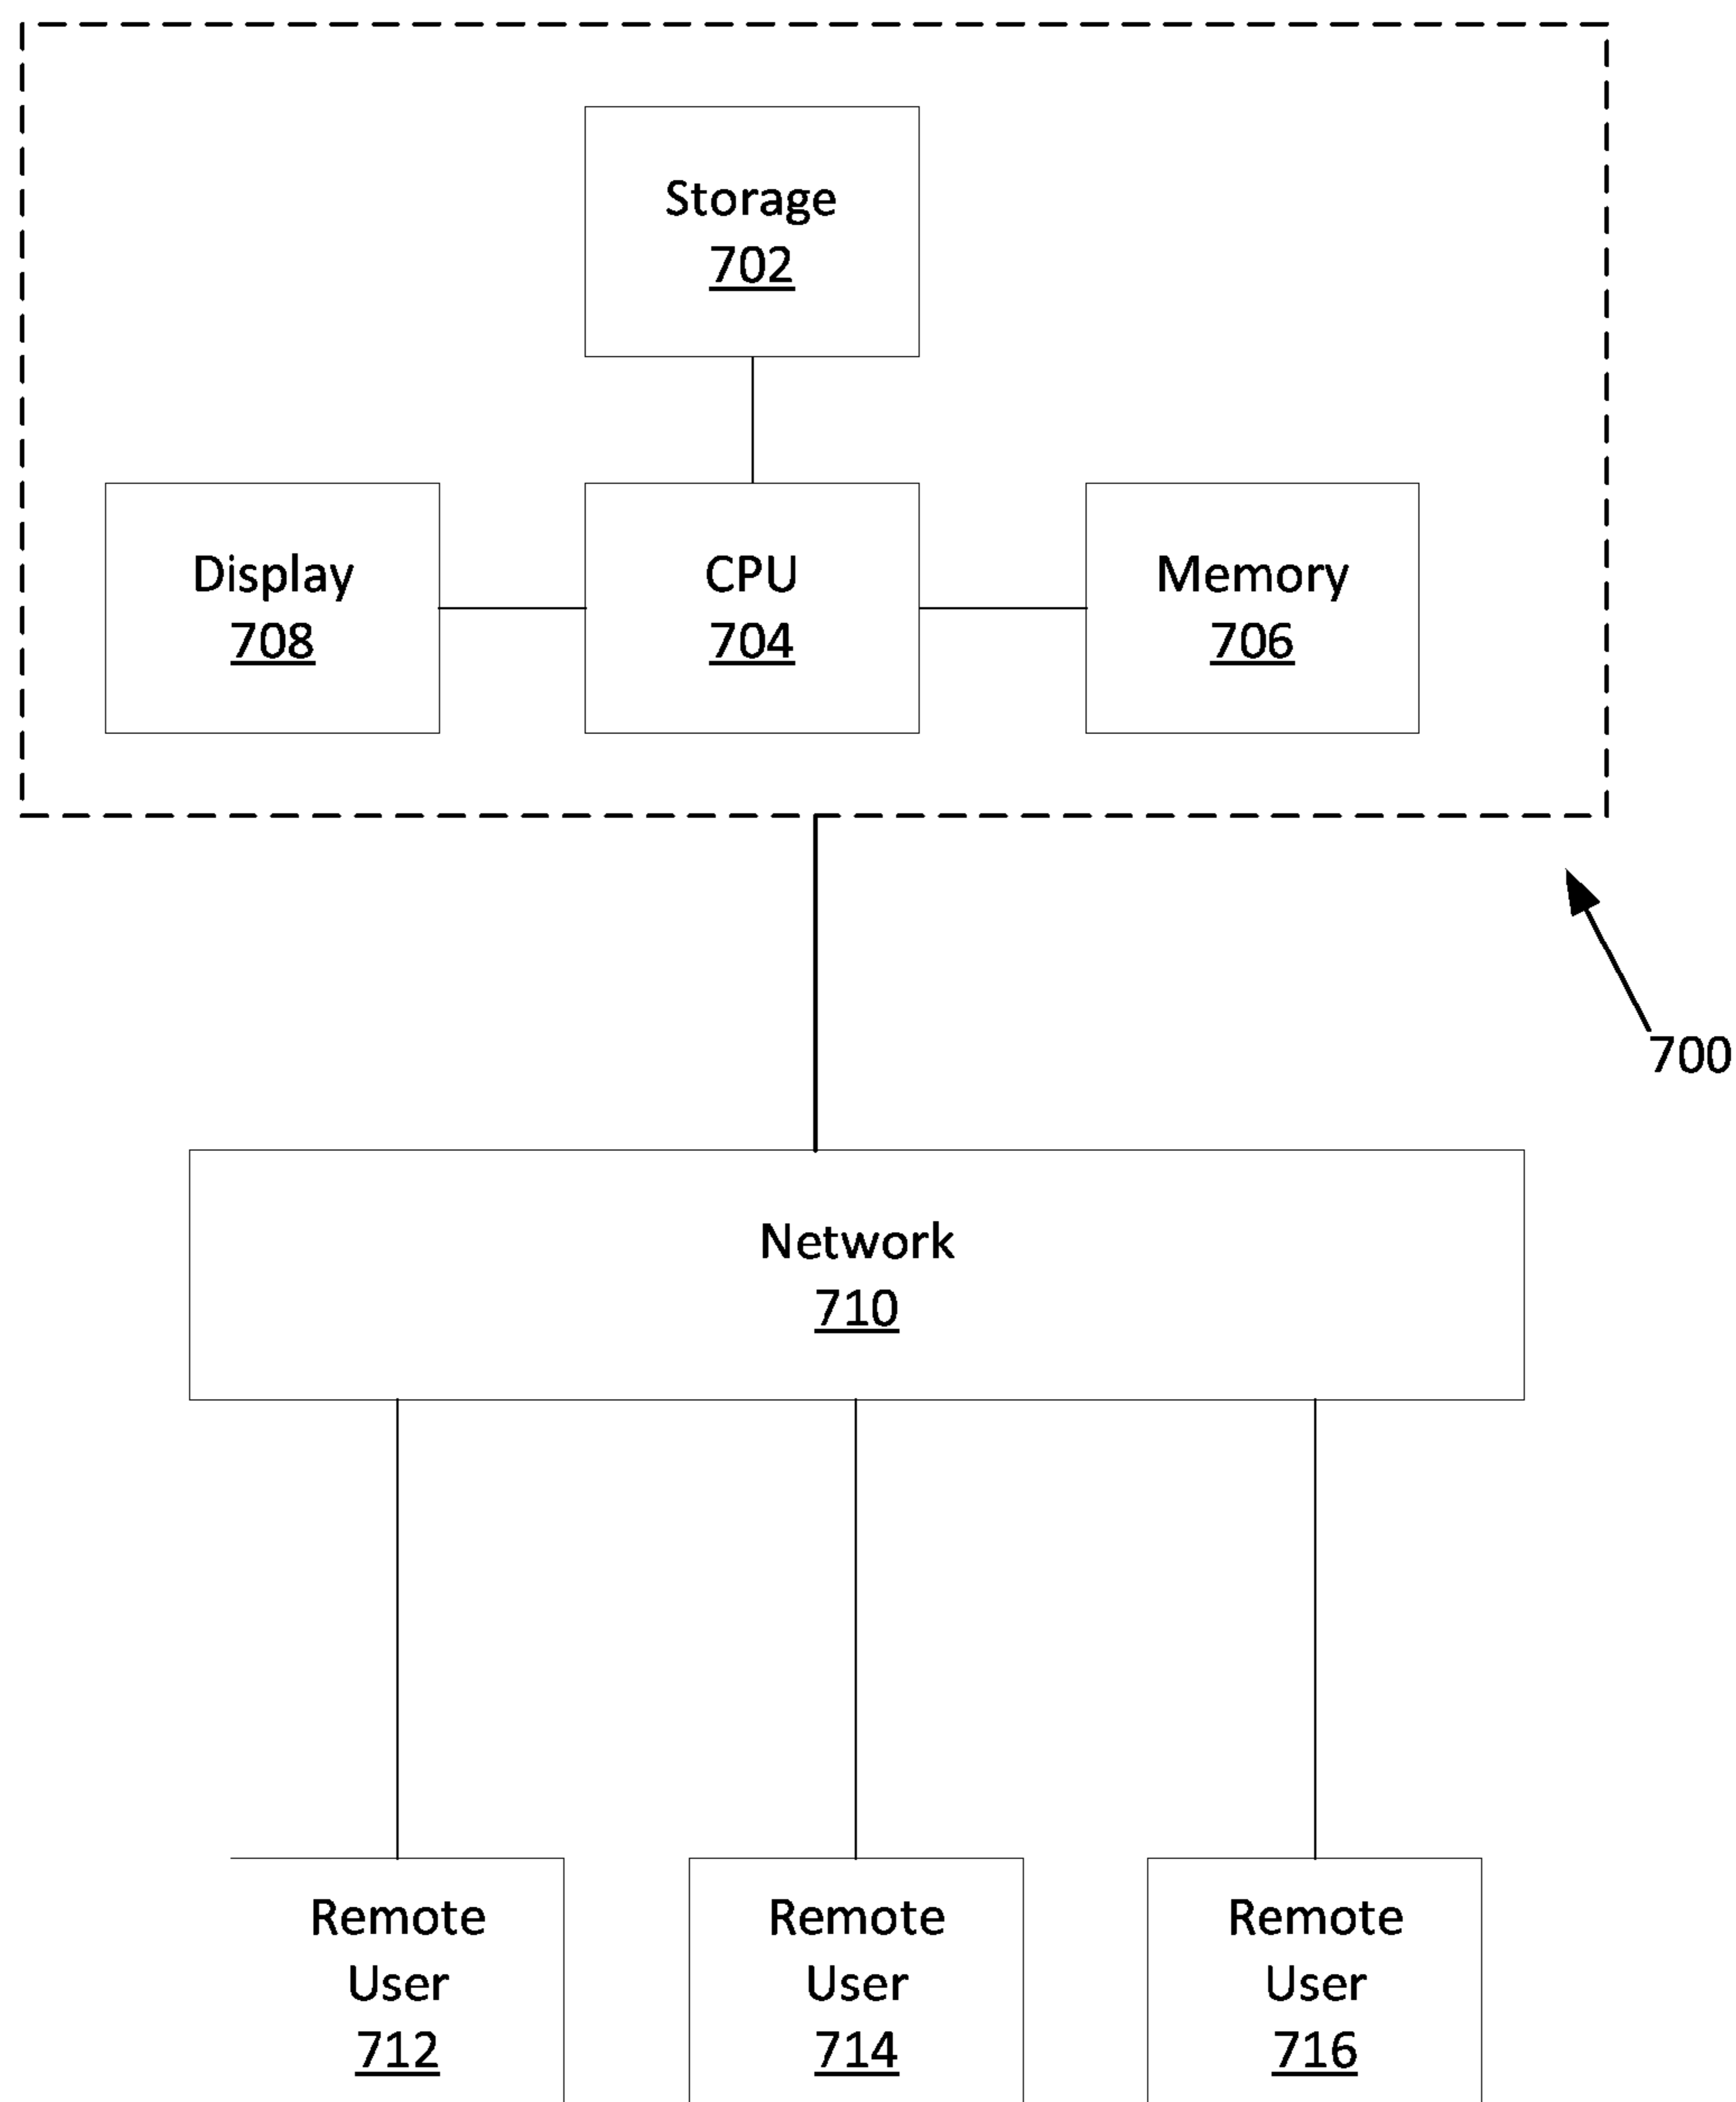 Storage
702
Display
708
CPU
704
Memory
706
700
Network
710
Remote
User
712
Remote
User
714
Remote
User
716